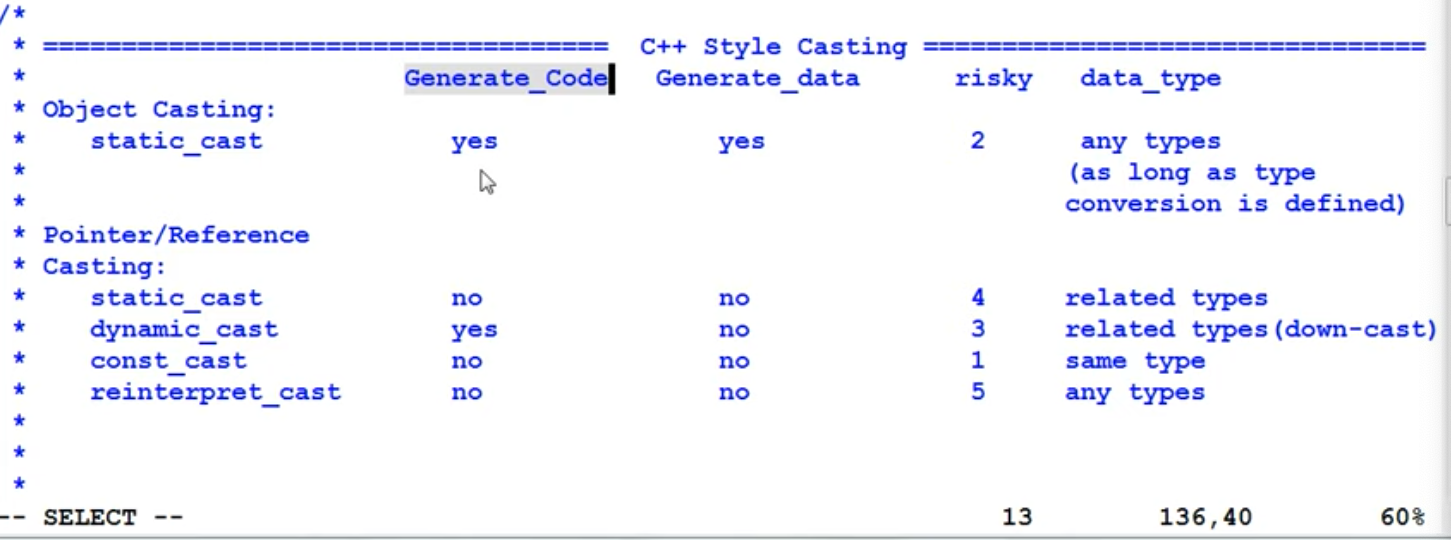 /*
* ==================================== C++ Style Casting ================================
* Generate_Code Generate_data risky data_type
* Object Casting:
* static_cast yes yes 2 any types
* (as long as type
* conversion is defined)
* Pointer/Reference
* Casting:
* static_cast no no 4 related types
* dynamic_cast yes no 3 related types(down-cast)
* const_cast no no 1 same type
* reinterpret_cast no no 5 any types
*
*
*
-- SELECT -- 13 136,40 60%